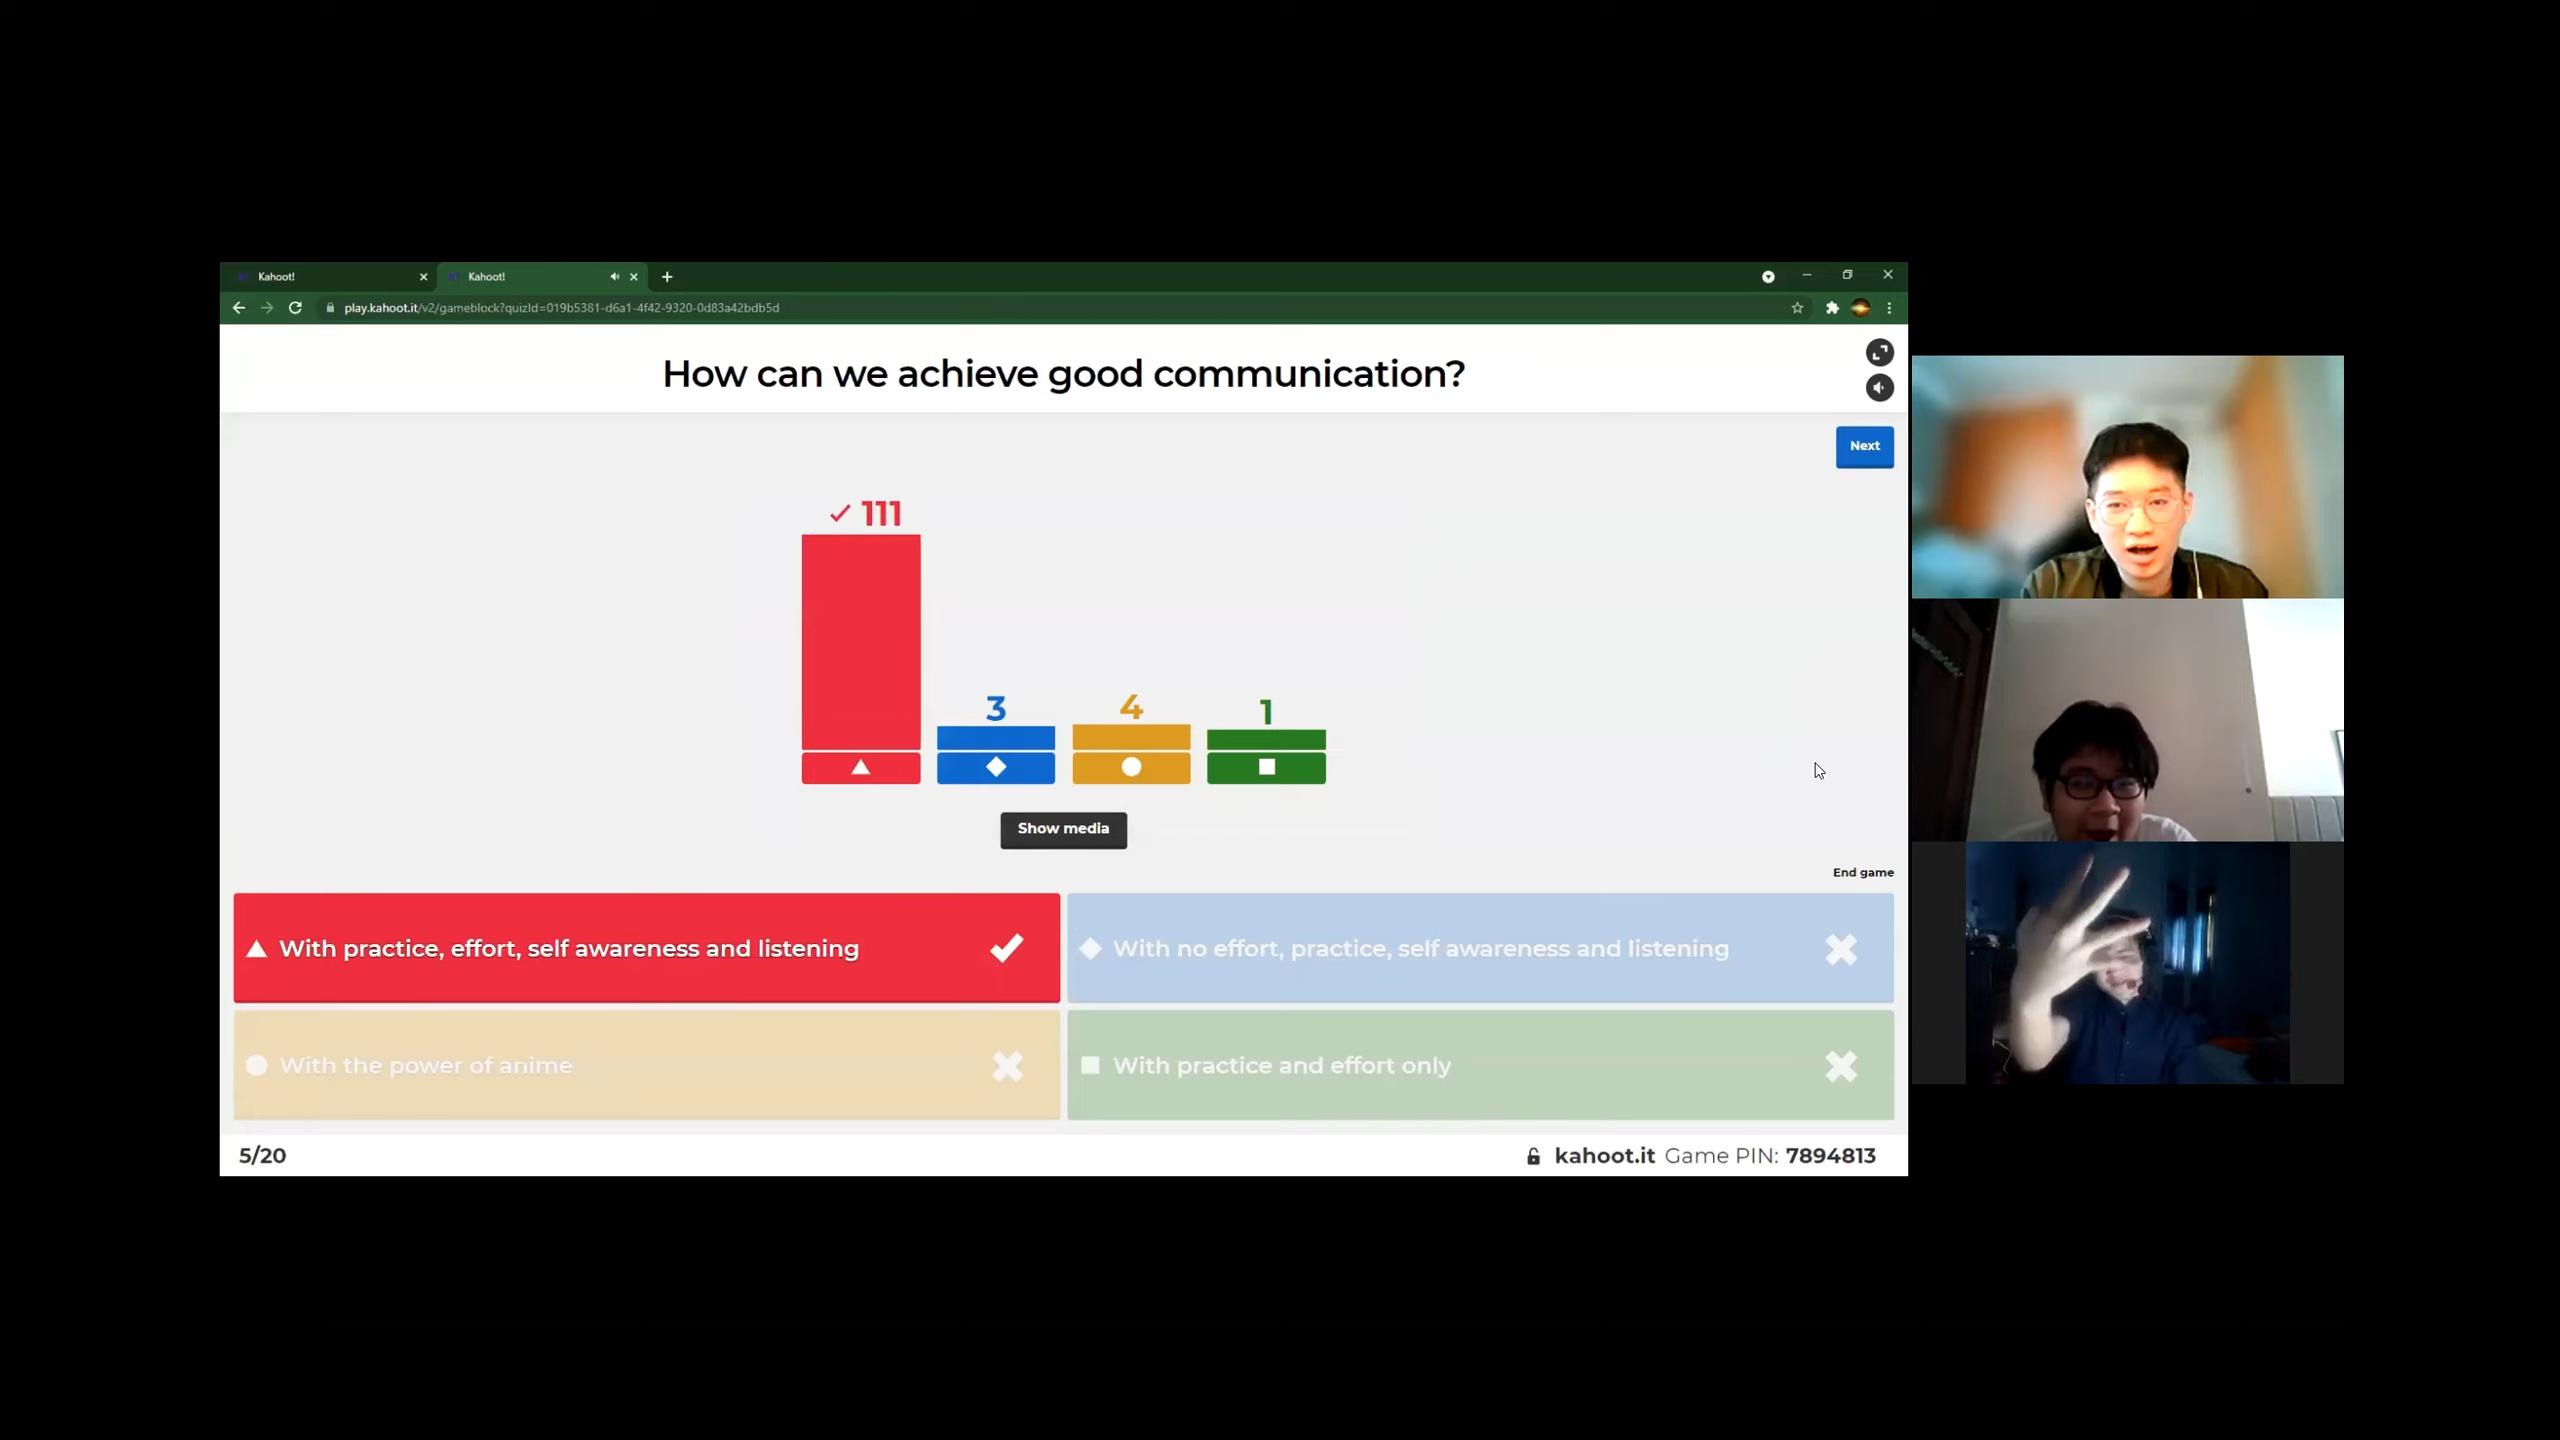 Kahoot!
Kahoot!
play.kahoot.it/v2/gameblock?quizId=019b5381-d6a1-4f42-9320-0d83a42bdb5d
How can we achieve good communication?
Next
111
3
4
1
Show media
End game
With practice, effort, self awareness and listening
With no effort, practice, self awareness and listening
With the power of anime
With practice and effort only
5/20
kahoot.it Game PIN: 7894813